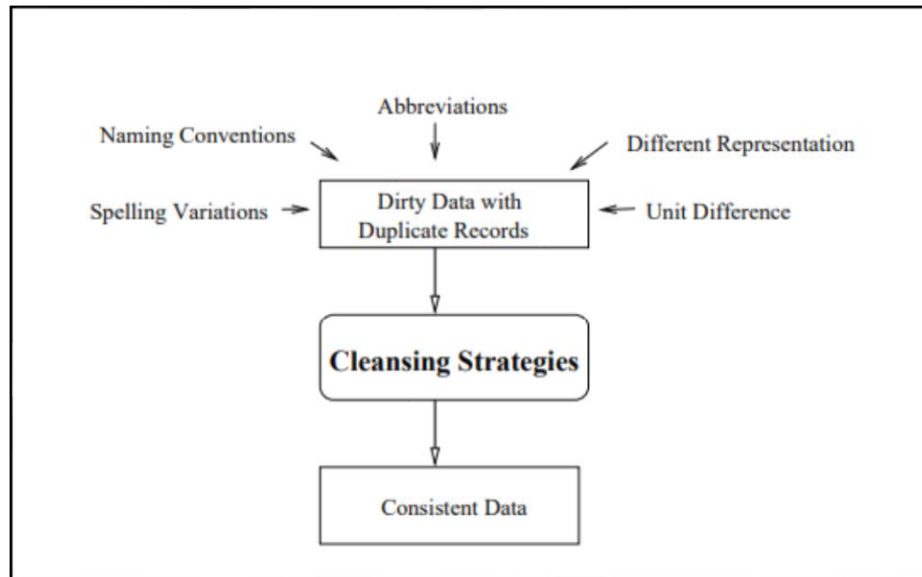 Abbreviations
Naming Conventions
Different Representation
Spelling Variations
Dirty Data with
Duplicate Records
Unit Difference
Cleansing Strategies
Consistent Data